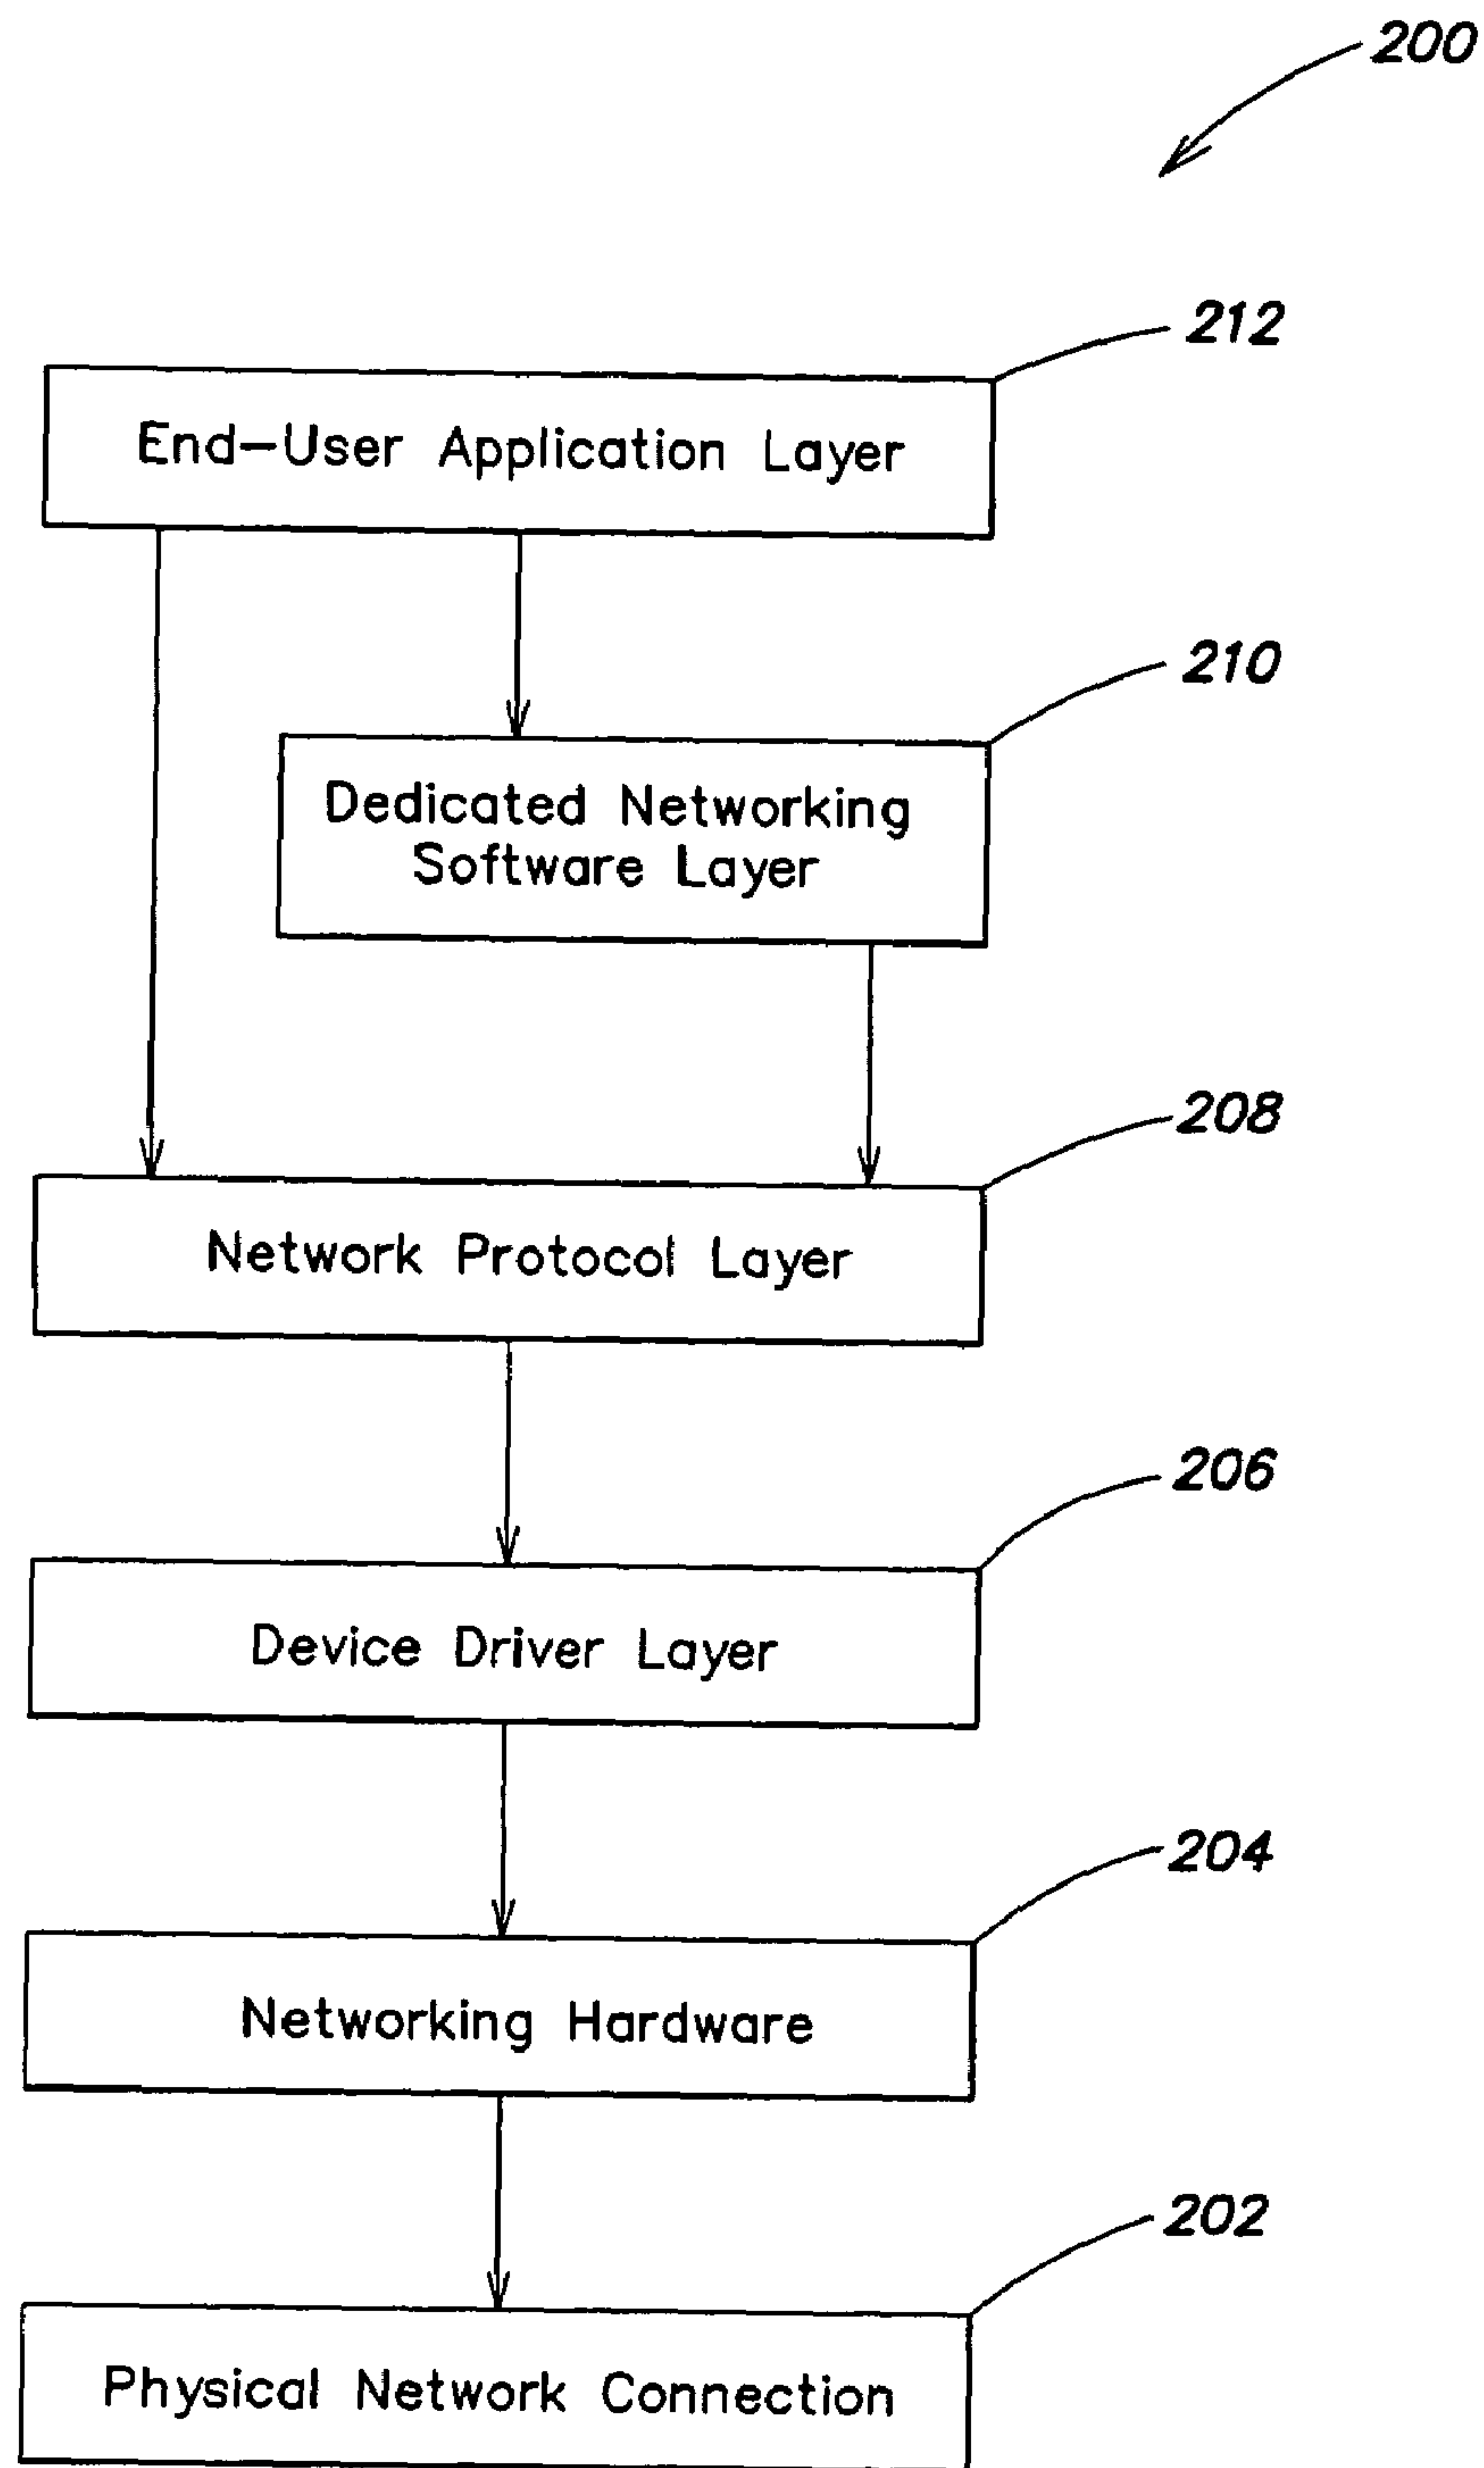 200
212
End-User Application Layer
210
Dedicated Networking
Software Layer
208
Network Protocol Layer
206
Device Driver Layer
204
Networking Hardware
202
Physical Network Connection